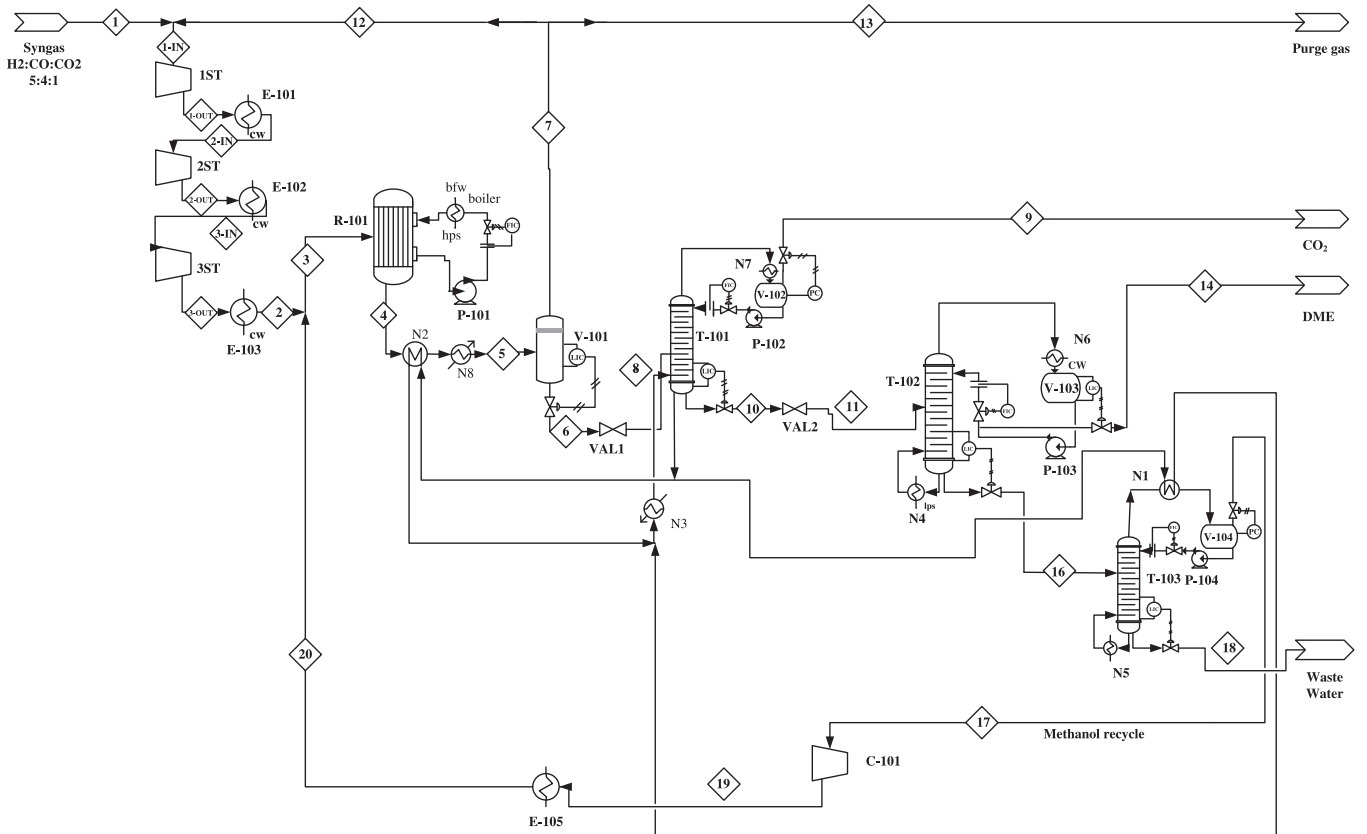 1
12
13
Syngas
H2:CO:CO2
5:4:1
Purge gas
1-IN
1ST
E-101
1-OUT
cw
2-IN
7
2ST
E-102
2-OUT
cw
3-IN
bfw
boiler
R-101
FIC
hps
9
CO2
3
3ST
N7
V-102
PC
FIC
14
DME
3-OUT
2
cw
E-103
4
P-101
V-101
T-101
P-102
N2
N8
5
LIC
8
LIC
N6
CW
T-102
V-103
LIC
FIC
6
VAL1
10
VAL2
11
P-103
LIC
N1
N4
lps
N3
V-104
PC
FIC
16
T-103
P-104
LIC
20
N5
18
Waste
Water
17
Methanol recycle
C-101
19
E-105